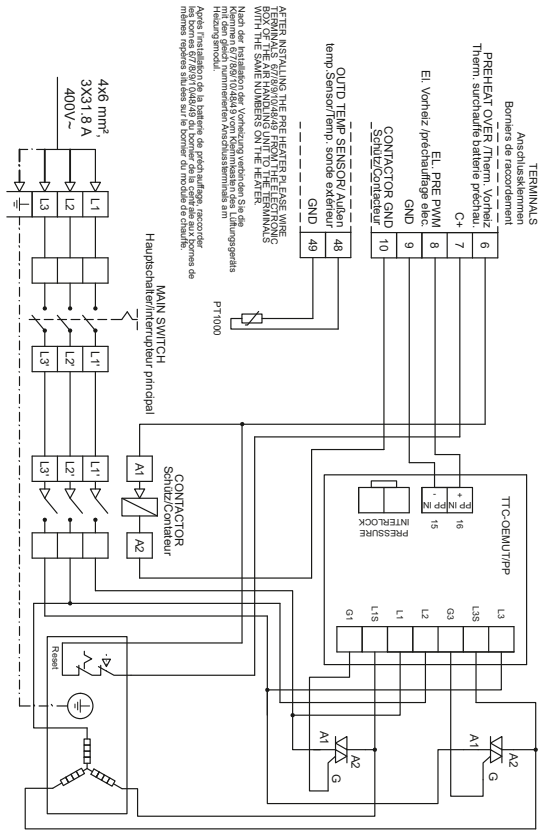 TERMINALS
Anschlussklemmen
Borniers de raccordement
PREHEAT OVER /Therm. Vorheiz
Therm. surchauffe batterie préchau.
6
C+
7
EL PRE PWM
EL Vorheiz /préchauffage elec.
8
GND
9
CONTACTOR GND
Schütz/Contacteur
10
OUTD TEMP SENSOR/ Außen
temp.Sensor/Temp. sonde extérieur
48
GND
49
PT1000
TTC-OEMUT/PP
+
PP IN
-
PP IN
16
15
PRESSURE
INTERLOCK
L3
L3S
G3
L2
L1
L1S
G1
A1
A2
G
A1
A2
G
AFTER INSTALLING THE PRE HEATER PLEASE WIRE
TERMINALS 6/7/8/9/10/48/49 FROM THE ELECTRONIC
BOX OF THE AIR HANDLING UNIT TO THE TERMINALS
WITH THE SAME NUMBERS ON THE HEATER.
Nach der Installation der Vorheizung verbinden Sie die
Klemmen 6/7/8/9/10/48/49 vom Klemmkasten des Lüftungsgeräts
mit den gleich nummerierten Anschlussterminals am
Heizungsmodul.
Après l'installation de la batterie de préchauffage, raccorder
les bornes 6/7/8/9/10/48/49 du bornier de la centrale aux bornes de
mêmes repères situées sur le bornier du module de chauffe.
MAIN SWITCH
Hauptschalter/interrupteur principal
CONTACTOR
Schütz/Contateur
A1
A2
4x6 mm²,
3X31.8 A
400V~
L1
L2
L3
L1'
L2'
L3'
L1'
L2'
L3'
Reset